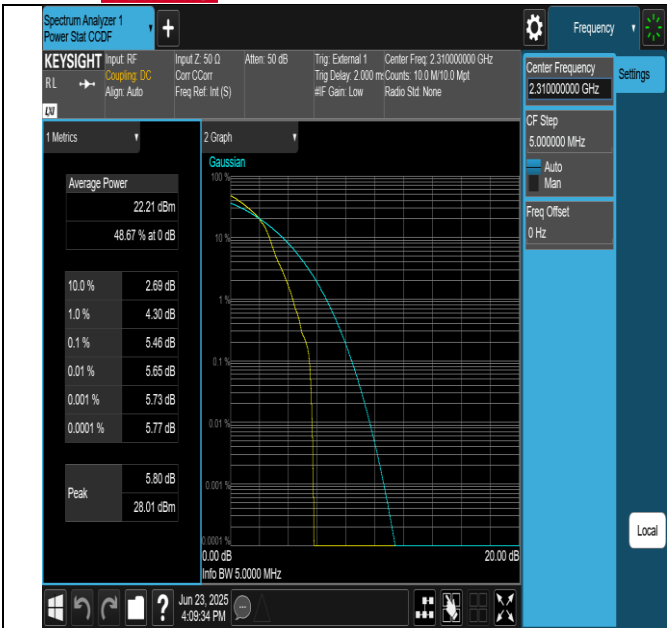 Spectrum Analyzer 1
Power Stat CCDF
Frequency
KEYSIGHT
RL
LXI
Input: RF
Coupling: DC
Align: Auto
Input Z: 50 Ω
Corr CCorr
Freq Ref: Int (S)
Atten: 50 dB
Trig: External 1
Trig Delay: 2.000 m
#IF Gain: Low
Center Freq: 2.310000000 GHz
Counts: 10.0 M/10.0 Mpt
Radio Std: None
Center Frequency
2.310000000 GHz
Settings
CF Step
5.000000 MHz
Auto
Man
Freq Offset
0 Hz
1 Metrics
Average Power
22.21 dBm
48.67 % at 0 dB
10.0 % 2.69 dB
1.0 % 4.30 dB
0.1 % 5.46 dB
0.01 % 5.65 dB
0.001 % 5.73 dB
0.0001 % 5.77 dB
Peak
5.80 dB
28.01 dBm
2 Graph
Gaussian
100 %
10 %
1 %
0.1 %
0.01 %
0.001 %
0.0001 %
0.00 dB 20.00 dB
Info BW 5.0000 MHz
Local
?
Jun 23, 2025
4:09:34 PM